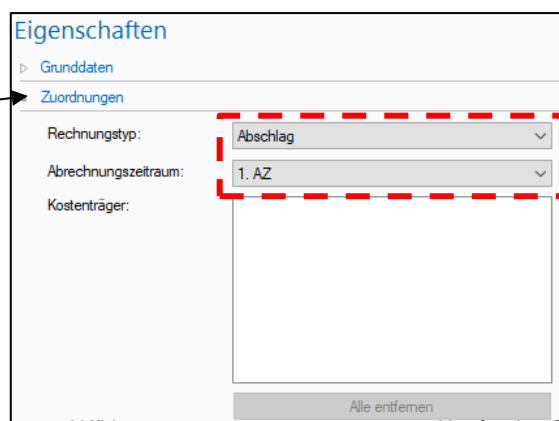 Eigenschaften
Grunddaten
Zuordnungen
Rechnungstyp: Abschlag
Abrechnungszeitraum: 1. AZ
Kostenträger:
Alle entfernen